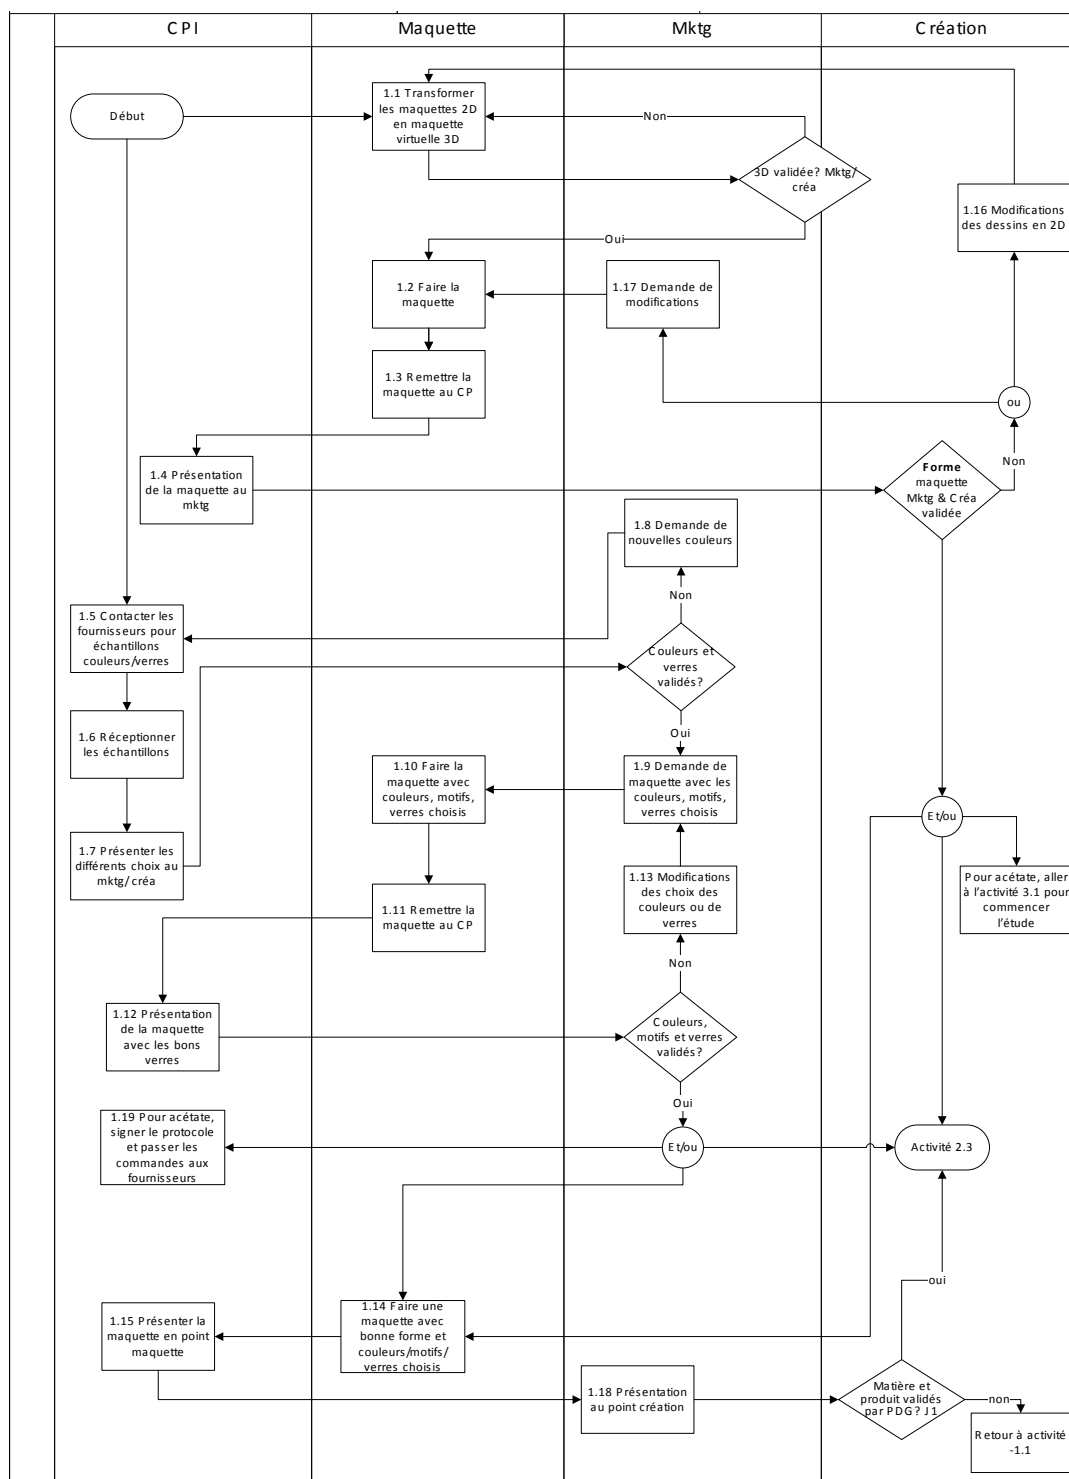 CPI
Maquette
Mktg
Création
Début
1.1 Transformer
les maquettes 2D
en maquette
virtuelle 3D
Non
3D validée? Mktg/
créa
1.16 Modifications
des dessins en 2D
Oui
1.2 Faire la
maquette
1.17 Demande de
modifications
1.3 Remettre la
maquette au CP
ou
Non
1.4 Présentation
de la maquette au
mktg
Forme
maquette
Mktg & Créa
validée
1.8 Demande de
nouvelles couleurs
Non
1.5 Contacter les
fournisseurs pour
échantillons
couleurs/verres
Couleurs et
verres
validés?
Oui
1.6 Réceptionner
les échantillons
1.10 Faire la
maquette avec
couleurs, motifs,
verres choisis
1.9 Demande de
maquette avec les
couleurs, motifs,
verres choisis
Et/ou
1.7 Présenter les
différents choix au
mktg/créa
1.13 Modifications
des choix des
couleurs ou de
verres
Pour acétate, aller
à l'activité 3.1 pour
commencer
l'étude
1.11 Remettre la
maquette au CP
Non
1.12 Présentation
de la maquette
avec les bons
verres
Couleurs,
motifs et verres
validés?
Oui
1.19 Pour acétate,
signer le protocole
et passer les
commandes aux
fournisseurs
Et/ou
Activité 2.3
oui
1.15 Présenter la
maquette en point
maquette
1.14 Faire une
maquette avec
bonne forme et
couleurs/motifs/
verres choisis
1.18 Présentation
au point création
Matière et
produit validés
par PDG? J1
non
Retour à activité
-1.1